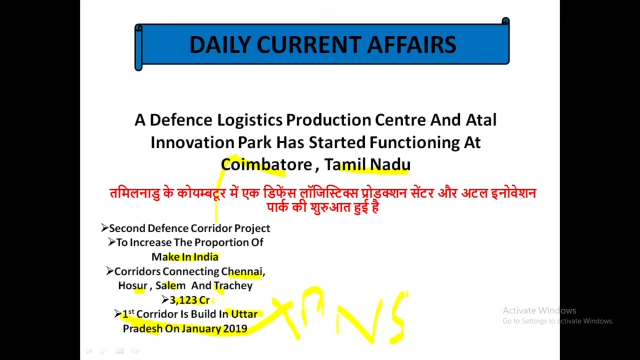 DAILY CURRENT AFFAIRS
A Defence Logistics Production Centre And Atal
Innovation Park Has Started Functioning At
Coimbatore , Tamil Nadu
तमिलनाडु के कोयम्बटूर में एक डिफेंस लॉजिस्टिक्स प्रोडक्शन सेंटर और अटल इनोवेशन
पार्क की शुरुआत हुई है
➢Second Defence Corridor Project
➢To Increase The Proportion Of
Make In India
➢Corridors Connecting Chennai,
Hosur , Salem And Trachey
➢3,123 Cr
➢1st Corridor Is Build In Uttar
Pradesh On January 2019
Activate Windows
Go to Settings to activate Windows.